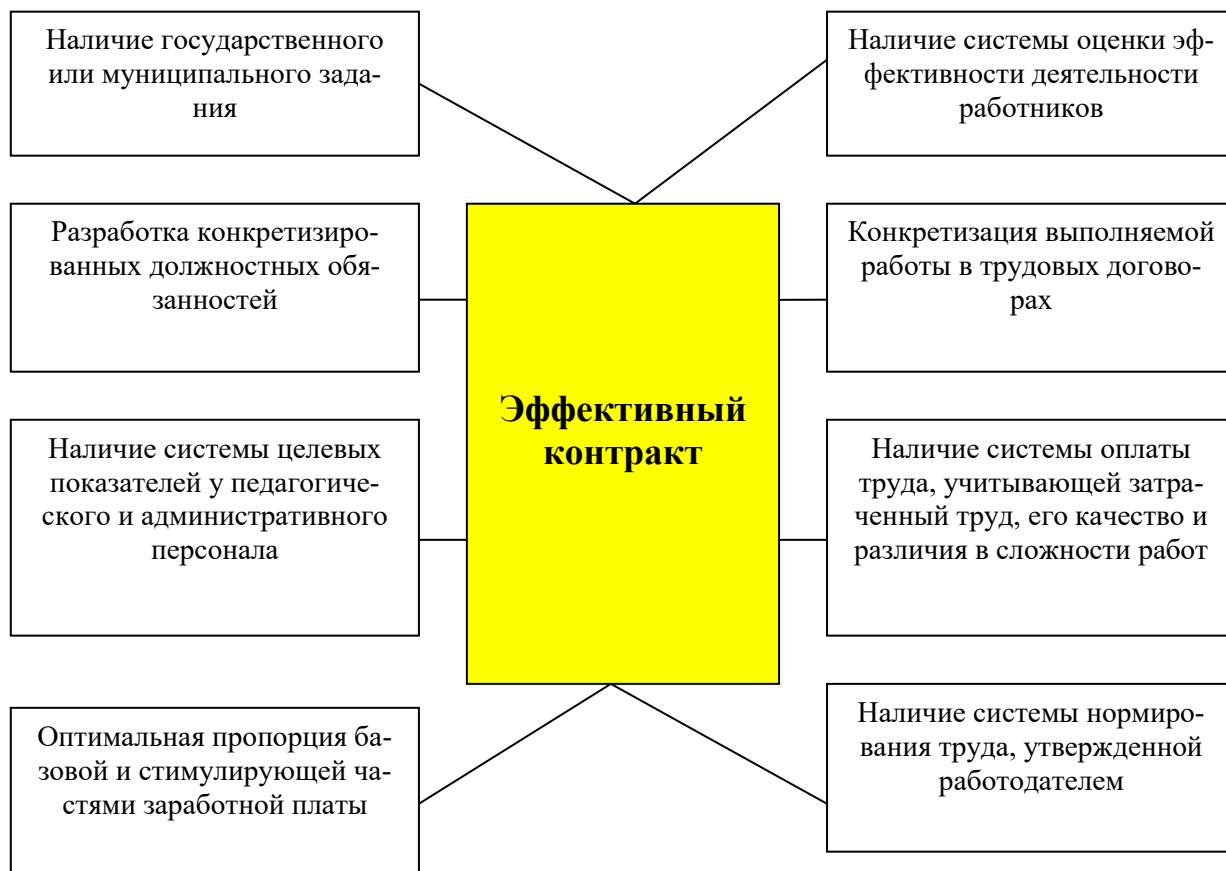 Наличие государственного
или муниципального зада-
ния
Наличие системы оценки эф-
фективности деятельности
работников
Разработка конкретизиро-
ванных должностных обя-
занностей
Конкретизация выполняемой
работы в трудовых догово-
рах
Эффективный
контракт
Наличие системы целевых
показателей у педагогиче-
ского и административного
персонала
Наличие системы оплаты
труда, учитывающей затра-
ченный труд, его качество и
различия в сложности работ
Оптимальная пропорция ба-
зовой и стимулирующей ча-
стями заработной платы
Наличие системы нормиро-
вания труда, утвержденной
работодателем